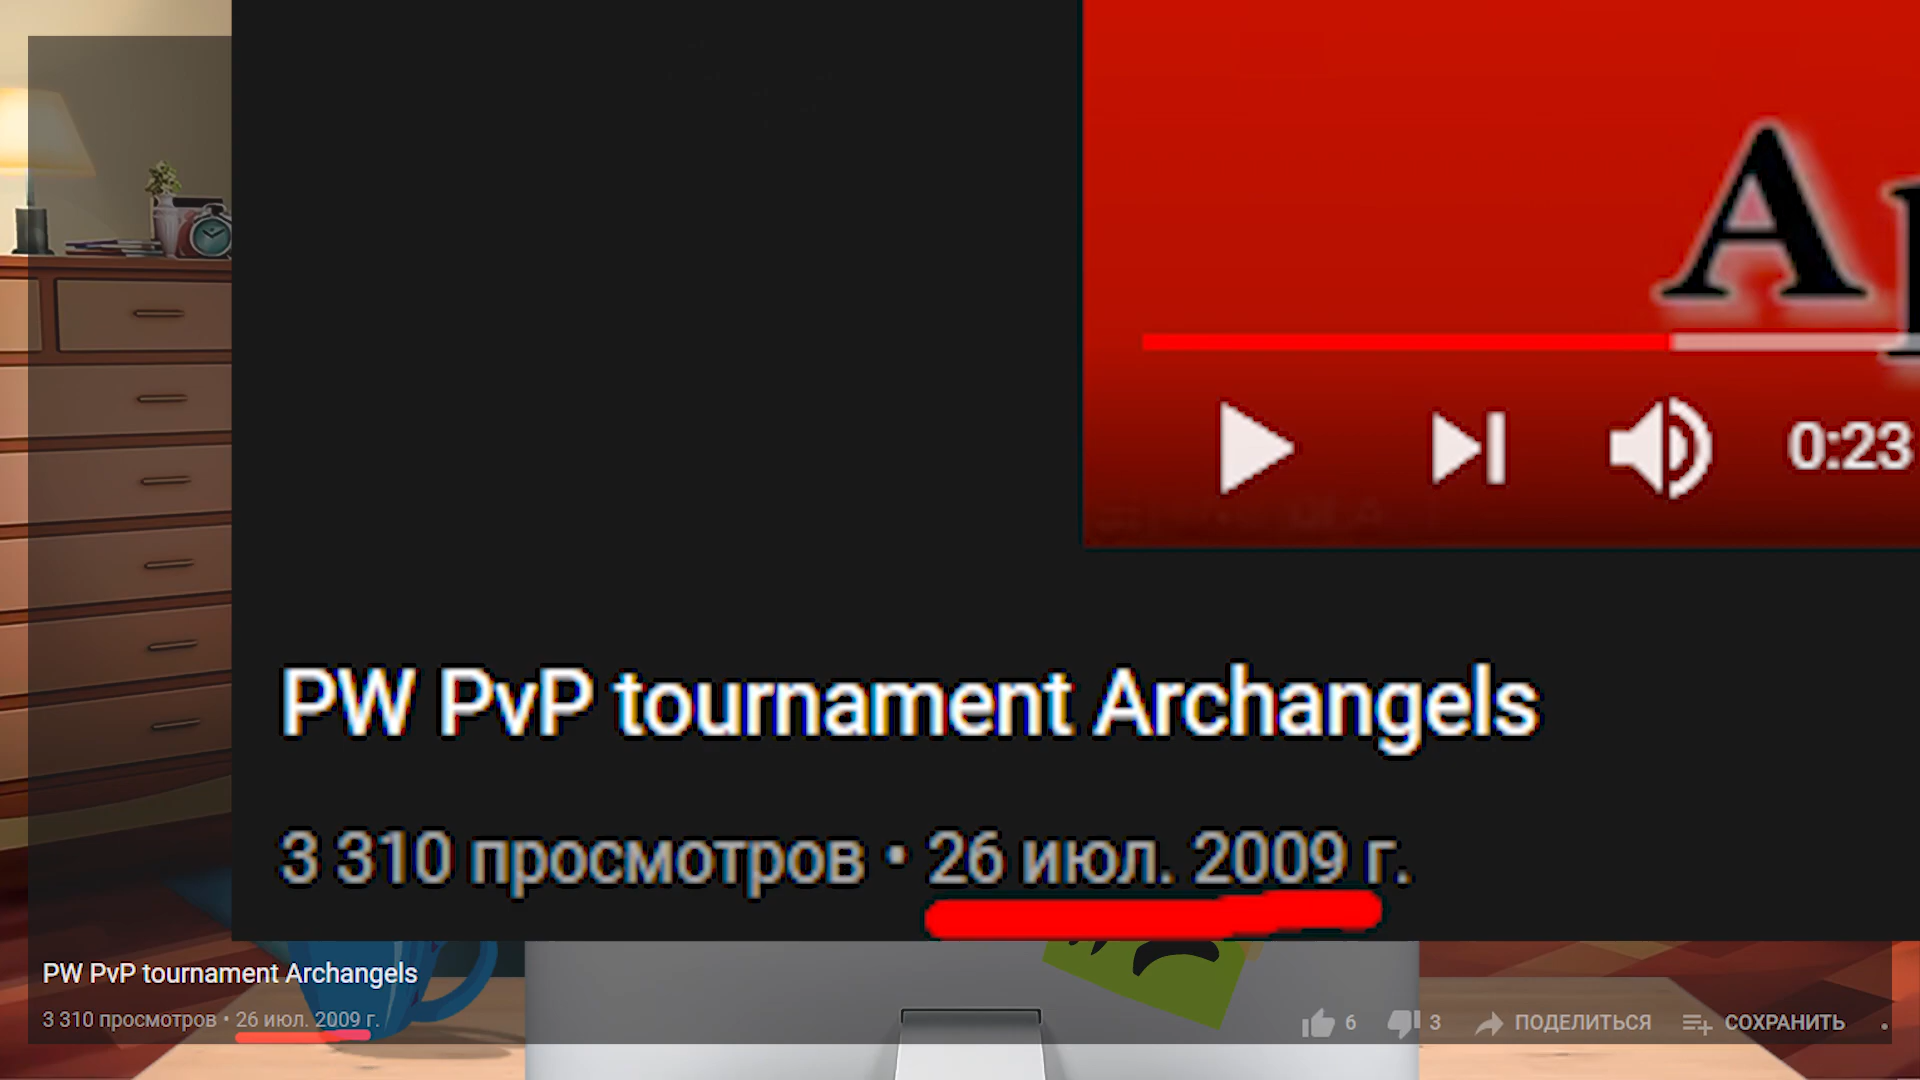 0:23
PW PvP tournament Archangels
3 310 просмотров • 26 июл. 2009 г.
PW PvP tournament Archangels
3 310 просмотров • 26 июл. 2009 г.
6 3 ПОДЕЛИТЬСЯ СОХРАНИТЬ